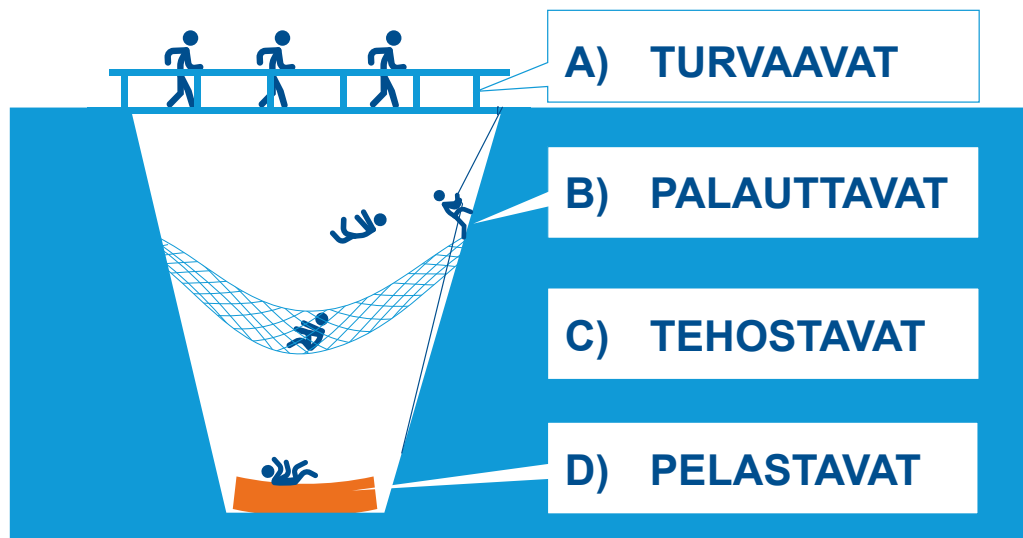 A) TURVAAVAT
B) PALAUTTAVAT
C) TEHOSTAVAT
D) PELASTAVAT